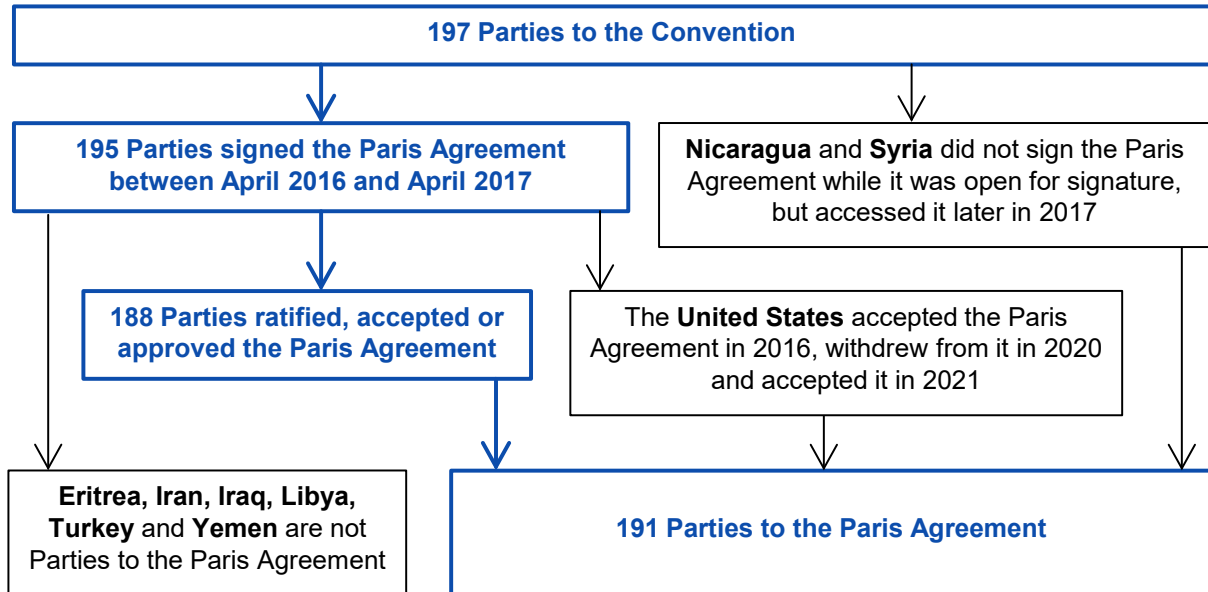 197 Parties to the Convention
195 Parties signed the Paris Agreement
between April 2016 and April 2017
Nicaragua and Syria did not sign the Paris
Agreement while it was open for signature,
but accessed it later in 2017
188 Parties ratified, accepted or
approved the Paris Agreement
The United States accepted the Paris
Agreement in 2016, withdrew from it in 2020
and accepted it in 2021
Eritrea, Iran, Iraq, Libya,
Turkey and Yemen are not
Parties to the Paris Agreement
191 Parties to the Paris Agreement